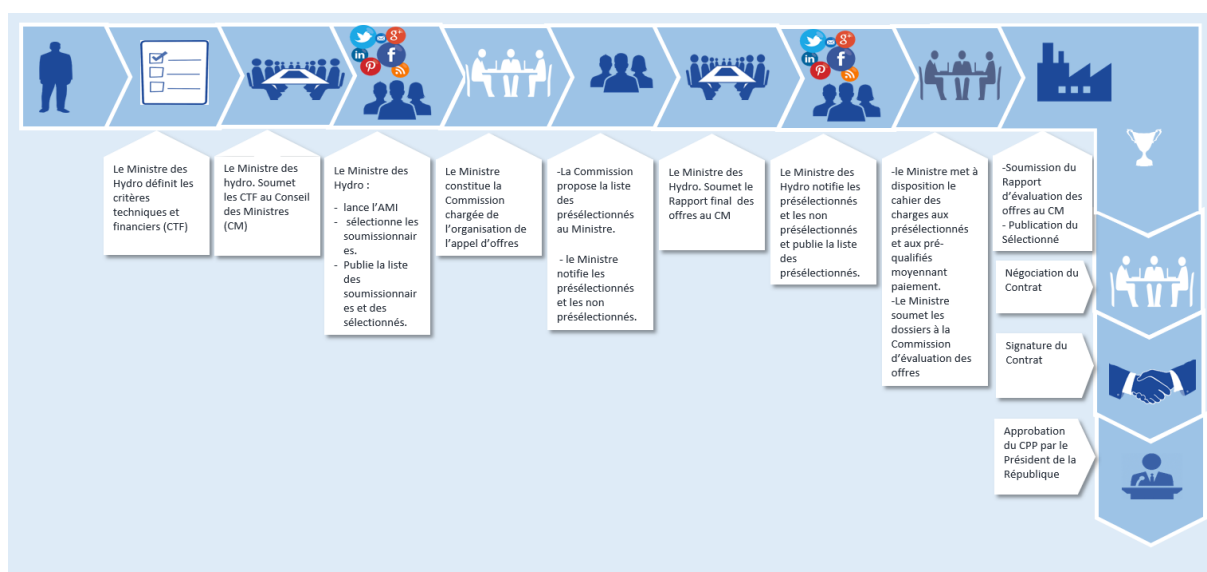 Le Ministre des
Hydro définit les
critères
techniques et
financiers (CTF)
Le Ministre des
hydro. Soumet
les CTF au Conseil
des Ministres
(CM)
Le Ministre des
Hydro :
- lance l’AMI
- sélectionne les
soumissionnair
es.
- Publie la liste
des
soumissionnair
es et des
sélectionnés.
Le Ministre
constitue la
Commission
chargée de
l’organisation de
l’appel d’offres
-La Commission
propose la liste
des
présélectionnés
au Ministre.
- le Ministre
notifie les
présélectionnés
et les non
présélectionnés.
Le Ministre des
Hydro. Soumet le
Rapport final des
offres au CM
Le Ministre des
Hydro notifie les
présélectionnés
et les non
présélectionnés
et publie la liste
des
présélectionnés.
-le Ministre met à
disposition le
cahier des
charges aux
présélectionnés
et aux pré-
qualifiés
moyennant
paiement.
-Le Ministre
soumet les
dossiers à la
Commission
d’évaluation des
offres
-Soumission du
Rapport
d’évaluation des
offres au CM
- Publication du
Sélectionné
Négociation du
Contrat
Signature du
Contrat
Approbation
du CPP par le
Président de la
République